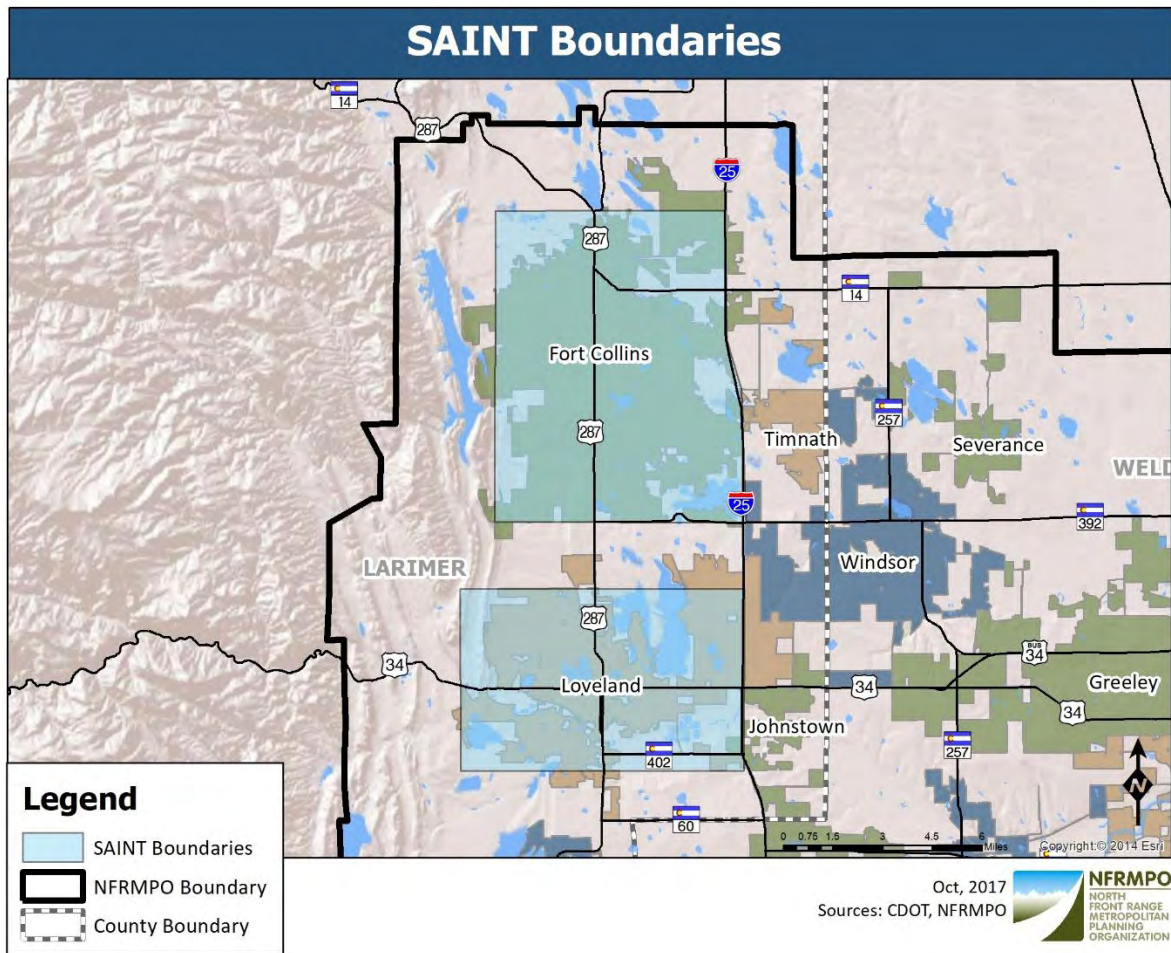 SAINT Boundaries
14
287
25
287
14
Fort Collins
257
287
Timnath
Severance
WELD
25
392
LARIMER
Windsor
287
BUS
34
34
Loveland
34
Greeley
34
Johnstown
257
402
N
60
0 0.75 1.5 3 4.5 6
Miles
Copyright:© 2014 Esri
Legend
SAINT Boundaries
NFRMPO Boundary
County Boundary
Oct, 2017
Sources: CDOT, NFRMPO
NFRMPO
NORTH
FRONT RANGE
METROPOLITAN
PLANNING
ORGANIZATION